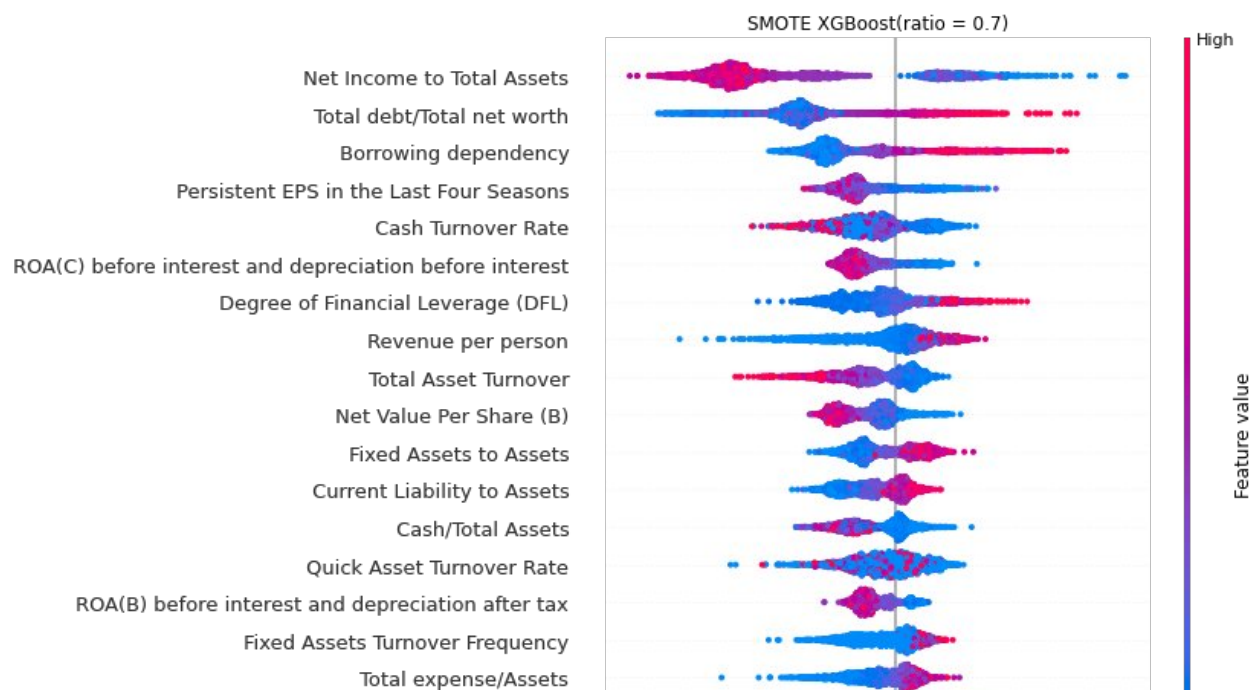 SMOTE XGBoost(ratio = 0.7)
High
Net Income to Total Assets
Total debt/Total net worth
Borrowing dependency
Persistent EPS in the Last Four Seasons
Cash Turnover Rate
ROA(C) before interest and depreciation before interest
Degree of Financial Leverage (DFL)
Revenue per person
Total Asset Turnover
Net Value Per Share (B)
Fixed Assets to Assets
Current Liability to Assets
Cash/Total Assets
Quick Asset Turnover Rate
ROA(B) before interest and depreciation after tax
Fixed Assets Turnover Frequency
Total expense/Assets
Feature value